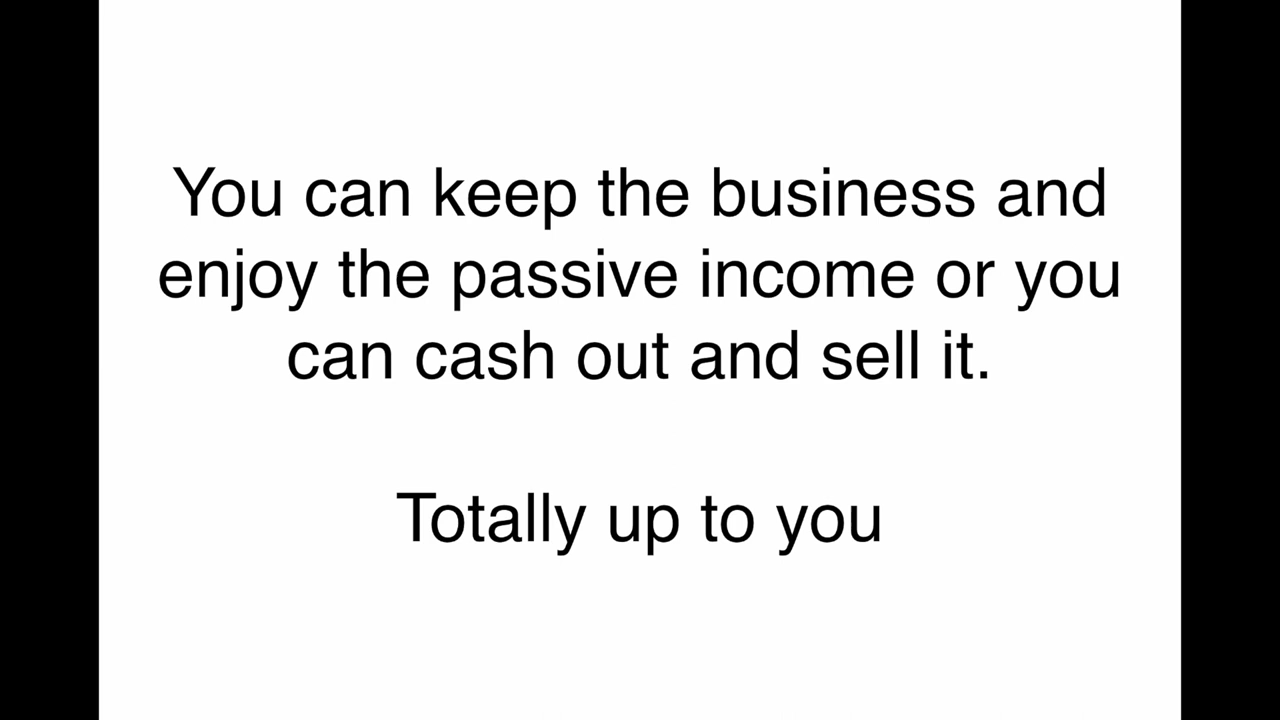 You can keep the business and
enjoy the passive income or you
can cash out and sell it.
Totally up to you